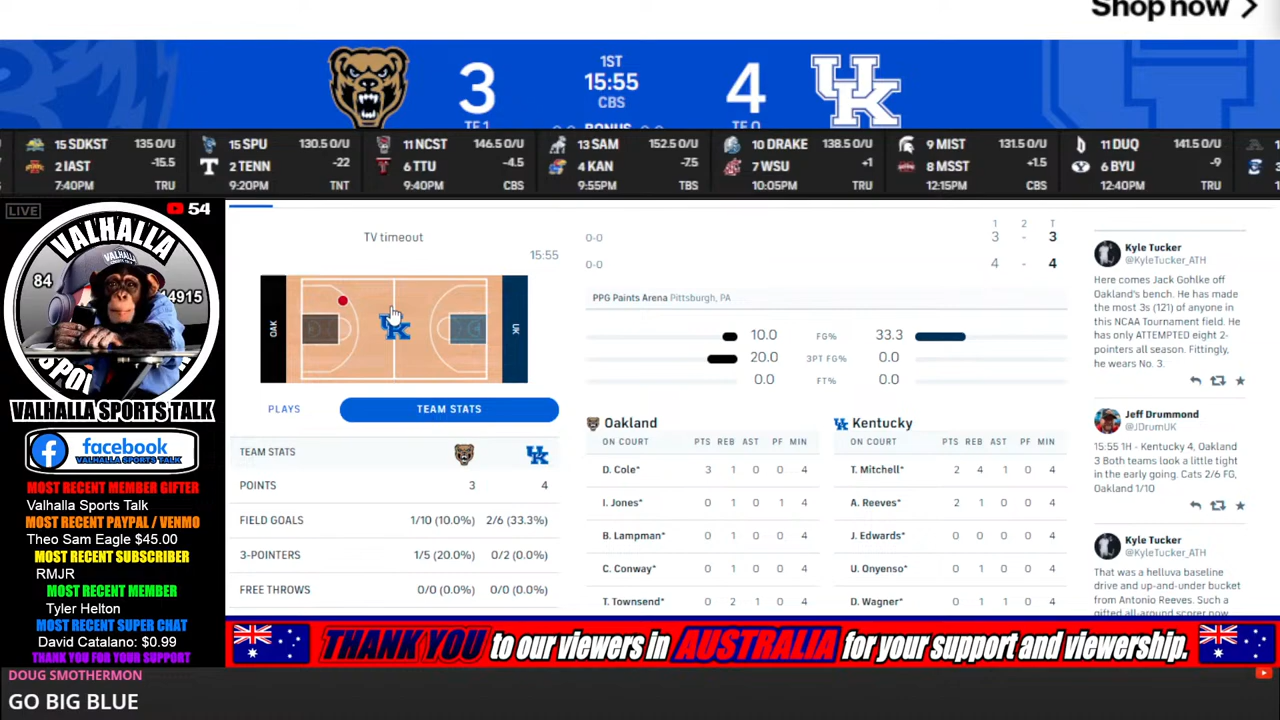 Shop now
3
TF 1
1ST
15:55
CBS
BONUS
4
TF 0
UK
15 SDKST 135 O/U
2 IAST -15.5
7:40PM TRU
15 SPU 130.5 O/U
2 TENN -22
9:20PM TNT
11 NCST 146.5 O/U
6 TTU -4.5
9:40PM CBS
13 SAM 152.5 O/U
4 KAN -7.5
9:55PM TBS
10 DRAKE 138.5 O/U
7 WSU +1
10:05PM TRU
9 MIST 131.5 O/U
8 MSST +1.5
12:15PM CBS
11 DUQ 141.5 O/U
6 BYU -9
12:40PM TRU
LIVE
54
VALHALLA
VALHALLA
84
14915
VALHALLA SPORTS TALK
facebook
VALHALLA SPORTS TALK
MOST RECENT MEMBER GIFTER
Valhalla Sports Talk
MOST RECENT PAYPAL / VENMO
Theo Sam Eagle $45.00
MOST RECENT SUBSCRIBER
RMJR
MOST RECENT MEMBER
Tyler Helton
MOST RECENT SUPER CHAT
David Catalano: $0.99
THANK YOU FOR YOUR SUPPORT
TV timeout
15:55
OAK
UK
UK
PLAYS
TEAM STATS
TEAM STATS
POINTS 3 4
FIELD GOALS 1/10 (10.0%) 2/6 (33.3%)
3-POINTERS 1/5 (20.0%) 0/2 (0.0%)
FREE THROWS 0/0 (0.0%) 0/0 (0.0%)
1 2 T
0-0 3 - 3
0-0 4 - 4
PPG Paints Arena Pittsburgh, PA
10.0 FG% 33.3
20.0 3PT FG% 0.0
0.0 FT% 0.0
Oakland
ON COURT PTS REB AST PF MIN
D. Cole* 3 1 0 0 4
I. Jones* 0 1 0 1 4
B. Lampman* 0 1 0 0 4
C. Conway* 0 1 0 0 4
T. Townsend* 0 2 1 0 4
Kentucky
ON COURT PTS REB AST PF MIN
T. Mitchell* 2 4 1 0 4
A. Reeves* 2 1 0 0 4
J. Edwards* 0 0 0 0 4
U. Onyenso* 0 1 0 0 4
D. Wagner* 0 1 1 0 4
Kyle Tucker
@KyleTucker_ATH
Here comes Jack Gohlke off
Oakland's bench. He has made
the most 3s (121) of anyone in
this NCAA Tournament field. He
has only ATTEMPTED eight 2-
pointers all season. Fittingly,
he wears No. 3.
Jeff Drummond
@JDrumUK
15:55 1H - Kentucky 4, Oakland
3 Both teams look a little tight
in the early going. Cats 2/6 FG,
Oakland 1/10
Kyle Tucker
@KyleTucker_ATH
That was a helluva baseline
drive and up-and-under bucket
from Antonio Reeves. Such a
gifted all-around scorer now
THANK YOU to our viewers in AUSTRALIA for your support and viewership.
DOUG SMOTHERMON
GO BIG BLUE